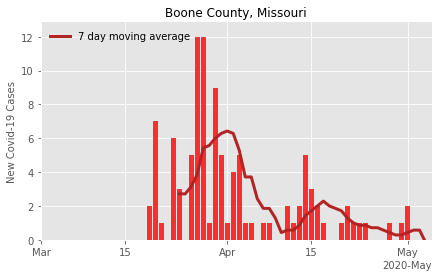 Boone County, Missouri
7 day moving average
New Covid-19 Cases
12
10
8
6
4
2
0
Mar
15
Apr
15
May
2020-May